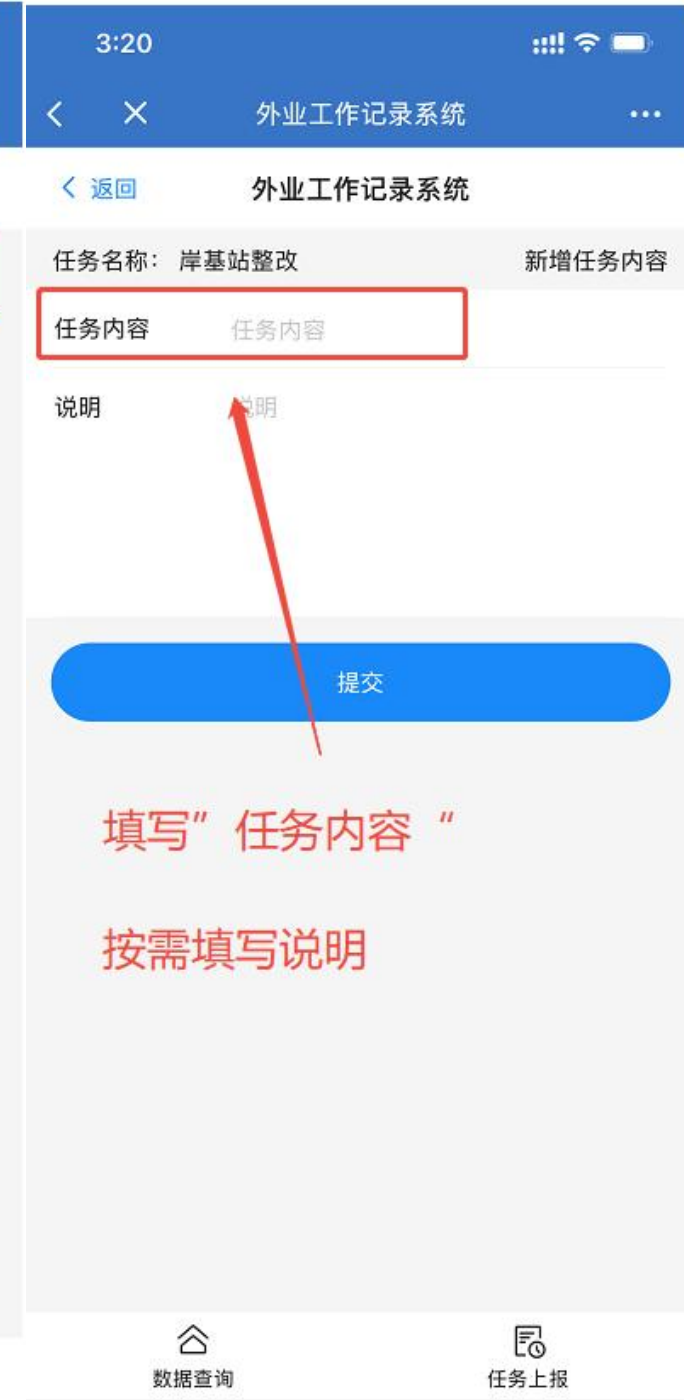 3:20
外业工作记录系统
返回 外业工作记录系统
任务名称： 岸基站整改 新增任务内容
任务内容 任务内容
说明 说明
提交
填写”任务内容“
按需填写说明
数据查询 任务上报